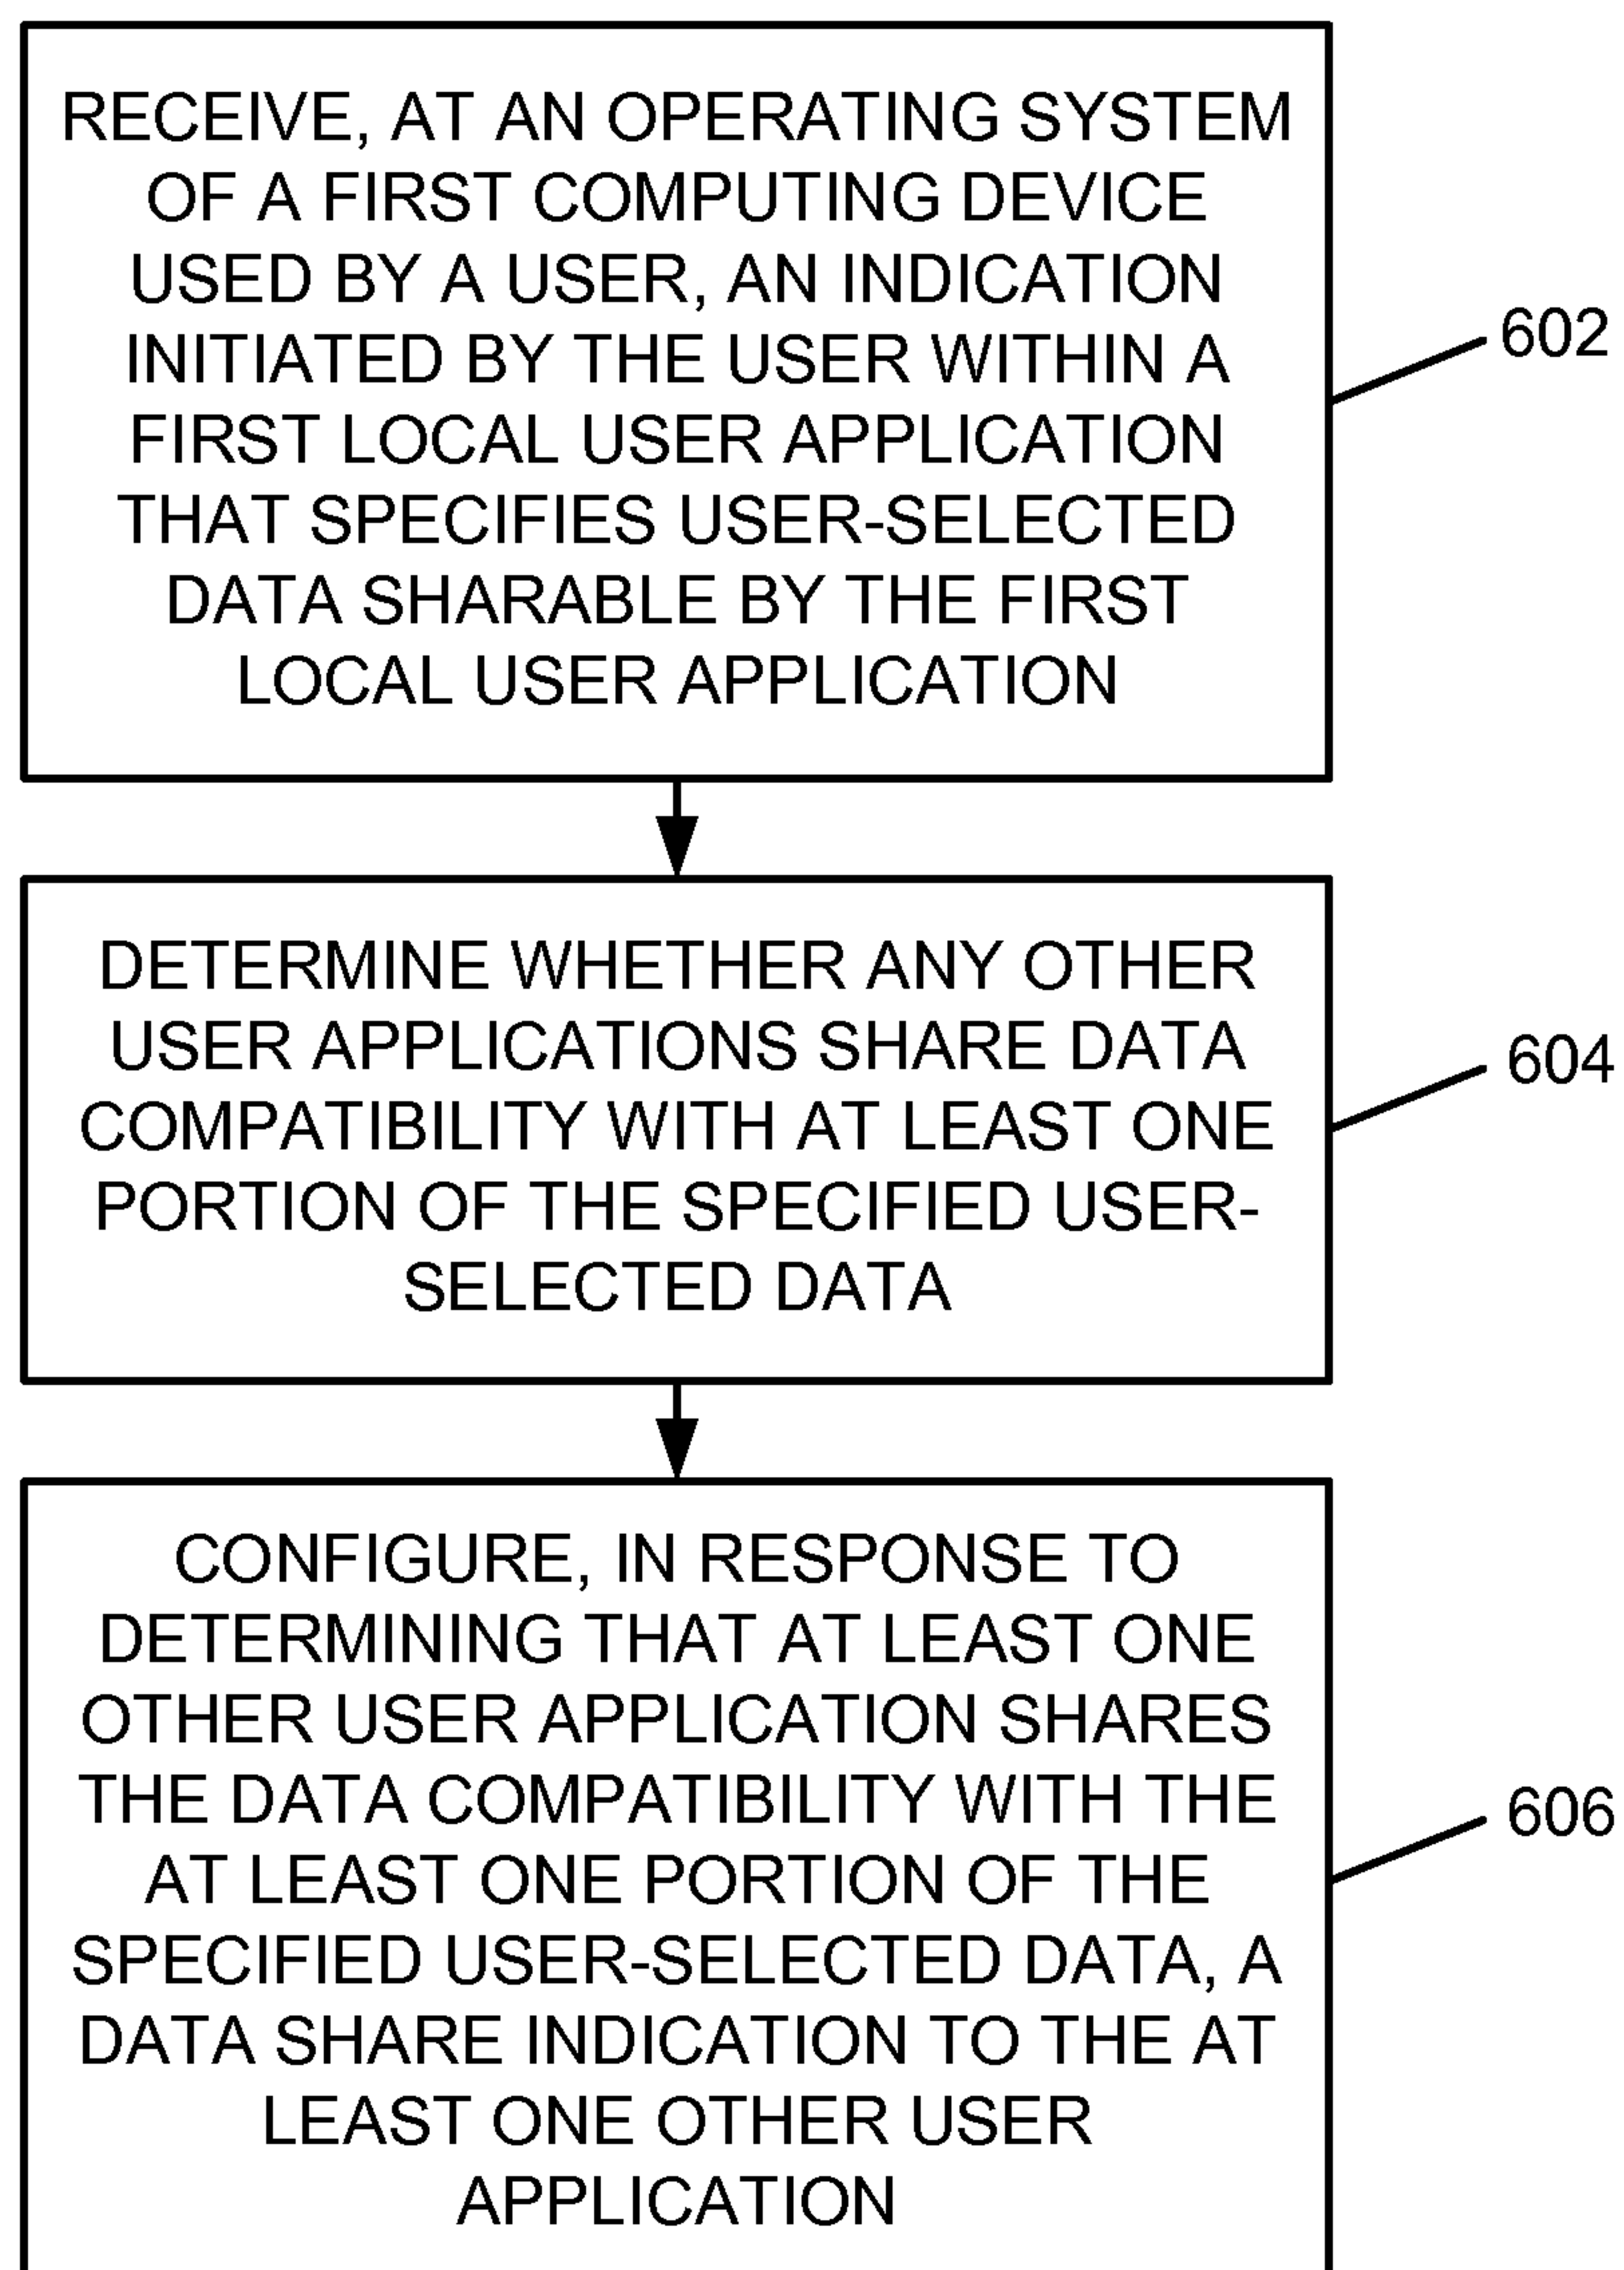 RECEIVE, AT AN OPERATING SYSTEM
OF A FIRST COMPUTING DEVICE
USED BY A USER, AN INDICATION
INITIATED BY THE USER WITHIN A
FIRST LOCAL USER APPLICATION
THAT SPECIFIES USER-SELECTED
DATA SHARABLE BY THE FIRST
LOCAL USER APPLICATION
602
DETERMINE WHETHER ANY OTHER
USER APPLICATIONS SHARE DATA
COMPATIBILITY WITH AT LEAST ONE
PORTION OF THE SPECIFIED USER-
SELECTED DATA
604
CONFIGURE, IN RESPONSE TO
DETERMINING THAT AT LEAST ONE
OTHER USER APPLICATION SHARES
THE DATA COMPATIBILITY WITH THE
AT LEAST ONE PORTION OF THE
SPECIFIED USER-SELECTED DATA, A
DATA SHARE INDICATION TO THE AT
LEAST ONE OTHER USER
APPLICATION
606